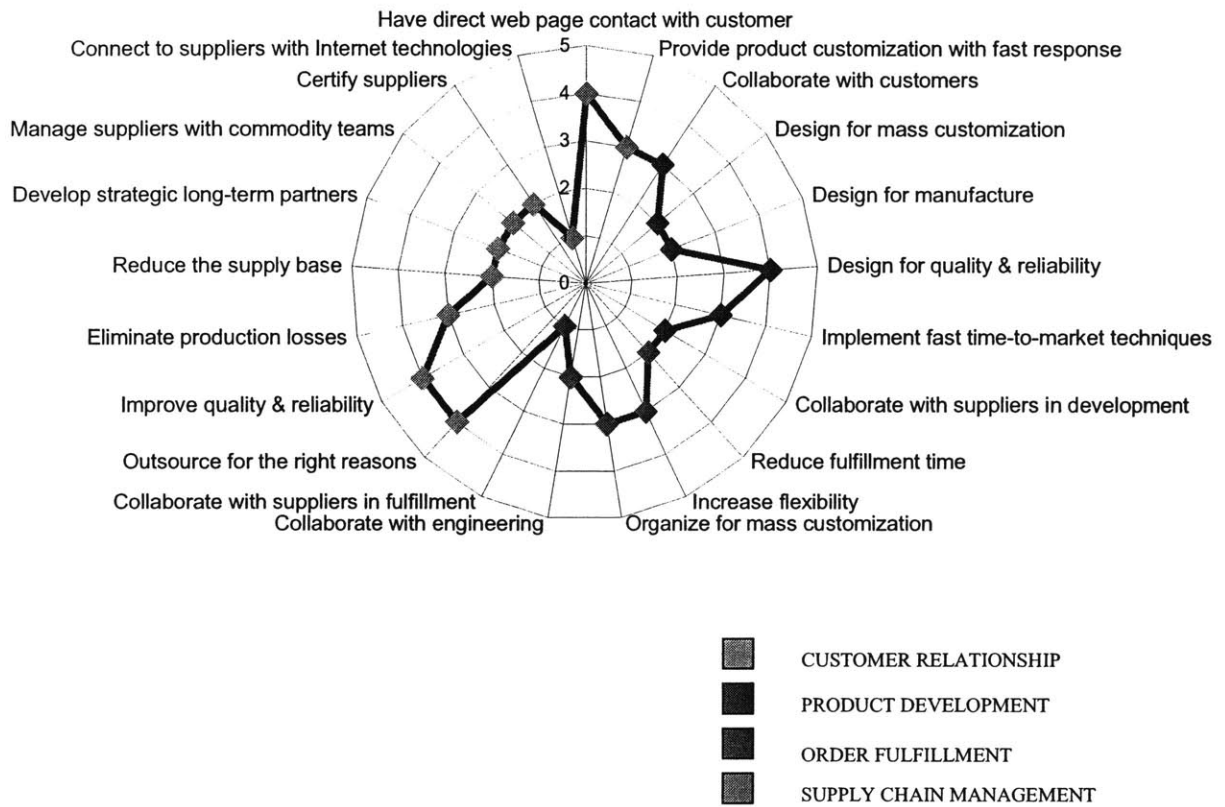 Have direct web page contact with customer
Connect to suppliers with Internet technologies
5
Provide product customization with fast response
Certify suppliers
Collaborate with customers
4
Manage suppliers with commodity teams
Design for mass customization
3
Develop strategic long-term partners
2
Design for manufacture
1
Reduce the supply base
0
Design for quality & reliability
Eliminate production losses
Implement fast time-to-market techniques
Improve quality & reliability
Collaborate with suppliers in development
Outsource for the right reasons
Reduce fulfillment time
Collaborate with suppliers in fulfillment
Increase flexibility
Collaborate with engineering
Organize for mass customization
CUSTOMER RELATIONSHIP
PRODUCT DEVELOPMENT
ORDER FULFILLMENT
SUPPLY CHAIN MANAGEMENT